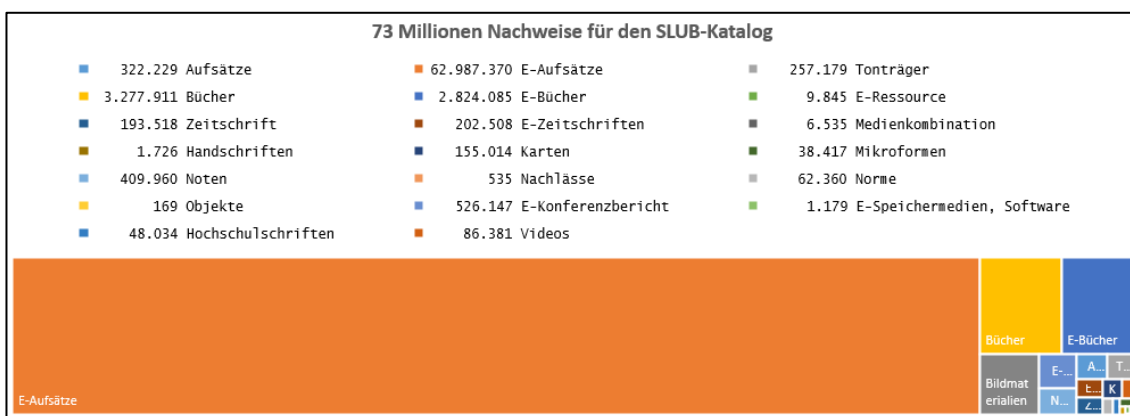 73 Millionen Nachweise für den SLUB-Katalog
322.229 Aufsätze
62.987.370 E-Aufsätze
257.179 Tonträger
3.277.911 Bücher
2.824.085 E-Bücher
9.845 E-Ressource
193.518 Zeitschrift
202.508 E-Zeitschriften
6.535 Medienkombination
1.726 Handschriften
155.014 Karten
38.417 Mikroformen
409.960 Noten
535 Nachlässe
62.360 Norme
169 Objekte
526.147 E-Konferenzbericht
1.179 E-Speichermedien, Software
48.034 Hochschulschriften
86.381 Videos
E-Aufsätze
Bücher
E-Bücher
Bildmat
erialien
E-...
N...
A...
T...
E...
K
Z...